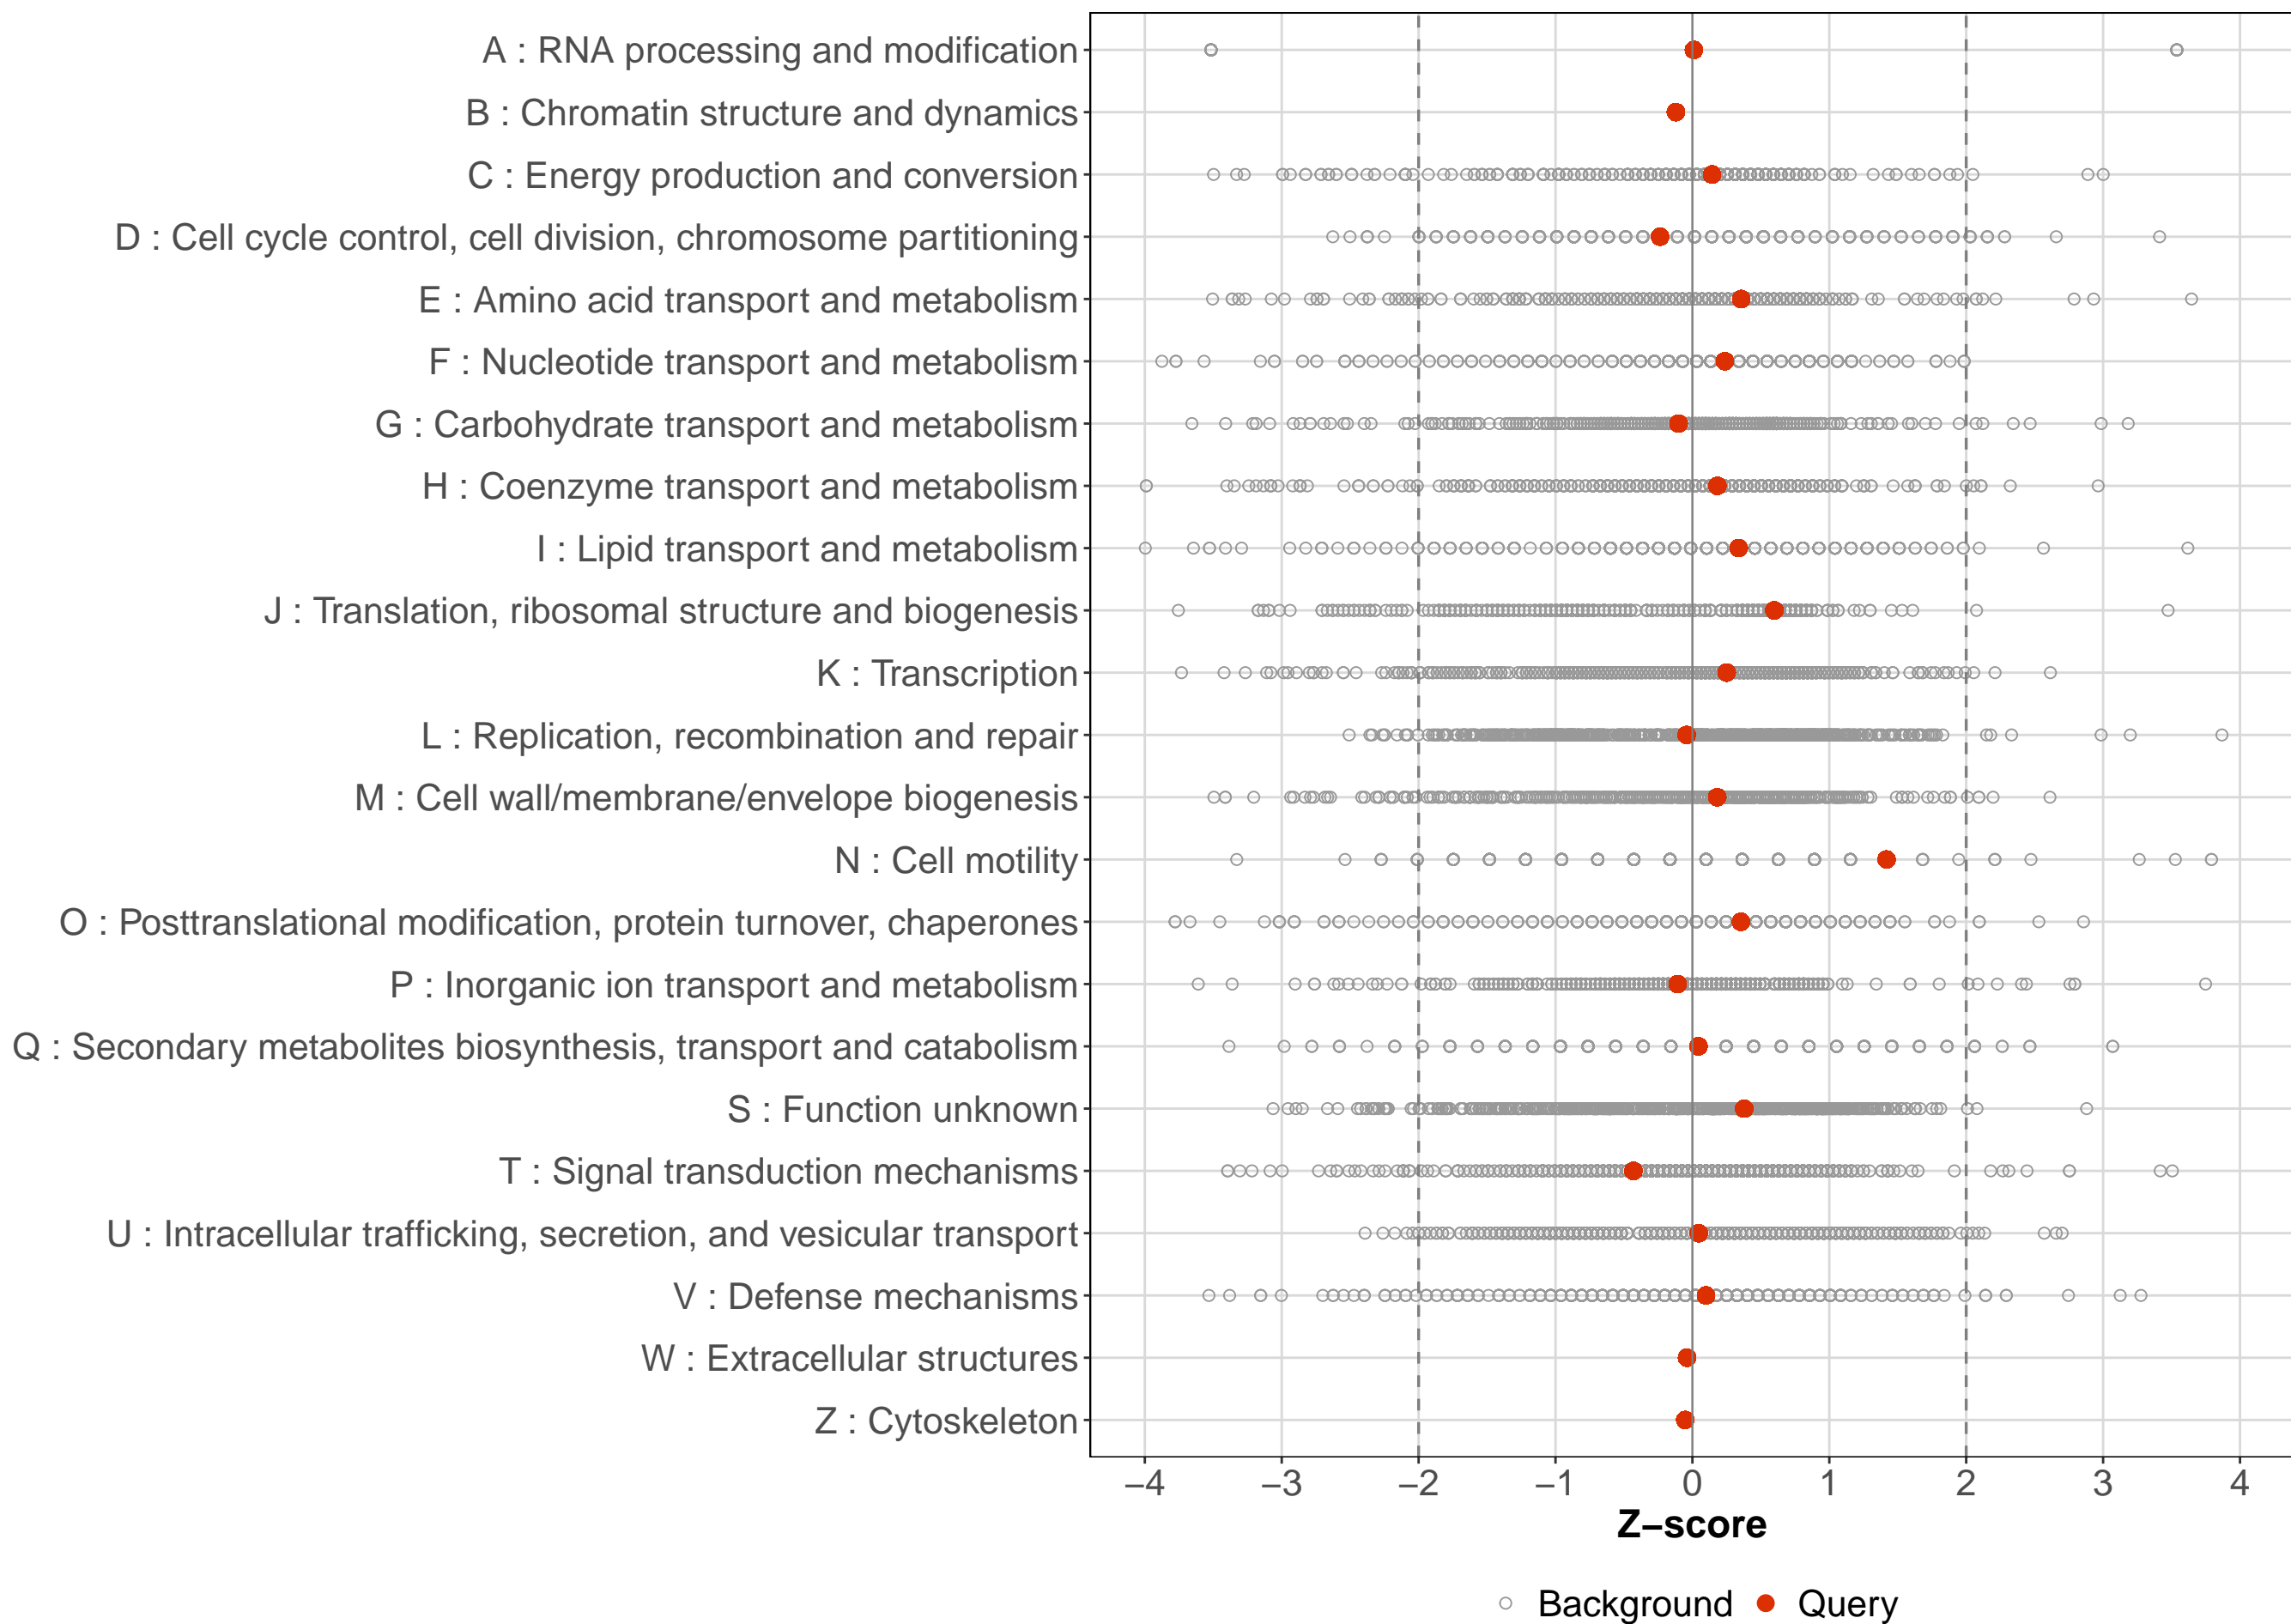 A : RNA processing and modification
B : Chromatin structure and dynamics
C : Energy production and conversion
D : Cell cycle control, cell division, chromosome partitioning
E : Amino acid transport and metabolism
F : Nucleotide transport and metabolism
G : Carbohydrate transport and metabolism
H : Coenzyme transport and metabolism
I : Lipid transport and metabolism
J : Translation, ribosomal structure and biogenesis
K : Transcription
L : Replication, recombination and repair
M : Cell wall/membrane/envelope biogenesis
N : Cell motility
O : Posttranslational modification, protein turnover, chaperones
P : Inorganic ion transport and metabolism
Q : Secondary metabolites biosynthesis, transport and catabolism
S : Function unknown
T : Signal transduction mechanisms
U : Intracellular trafficking, secretion, and vesicular transport
V : Defense mechanisms
W : Extracellular structures
Z : Cytoskeleton
−4 −3 −2 −1 0 1 2 3 4
Z−score
Background Query